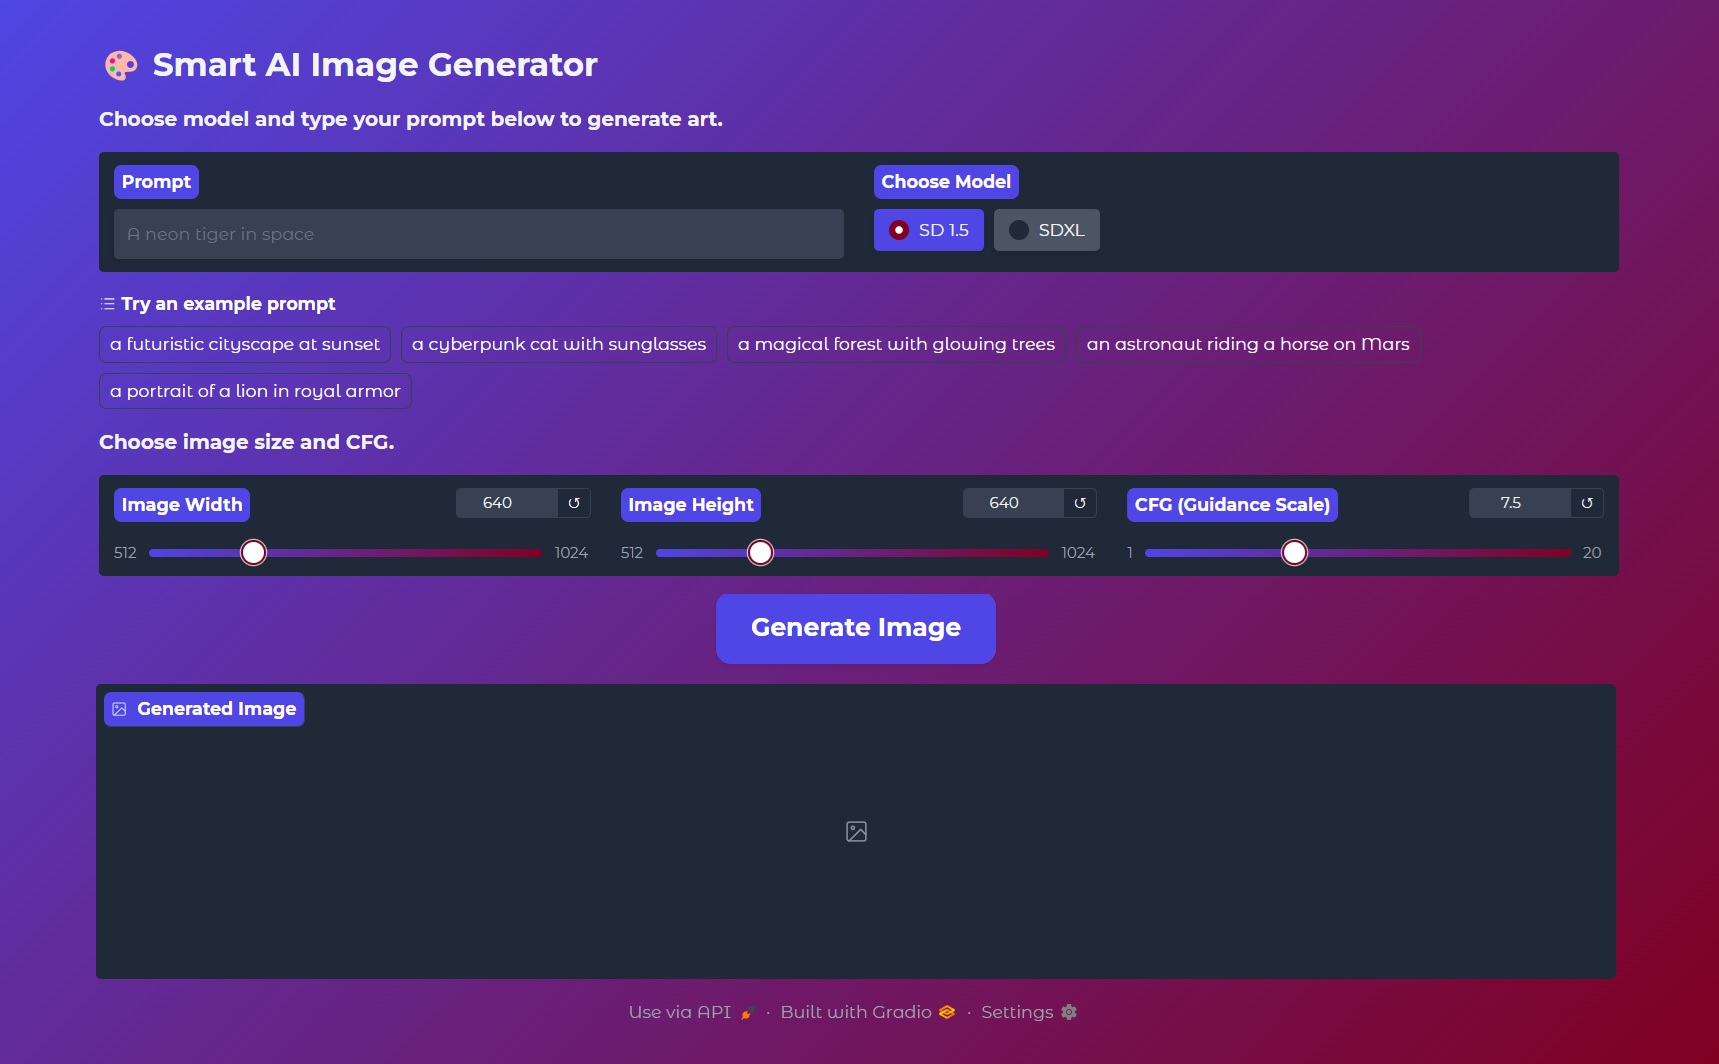 Smart AI Image Generator
Choose model and type your prompt below to generate art.
Prompt
Choose Model
A neon tiger in space
SD 1.5
SDXL
Try an example prompt
a futuristic cityscape at sunset
a cyberpunk cat with sunglasses
a magical forest with glowing trees
an astronaut riding a horse on Mars
a portrait of a lion in royal armor
Choose image size and CFG.
Image Width
640
↺
512
1024
Image Height
640
↺
512
1024
CFG (Guidance Scale)
7.5
↺
1
20
Generate Image
Generated Image
Use via API · Built with Gradio · Settings